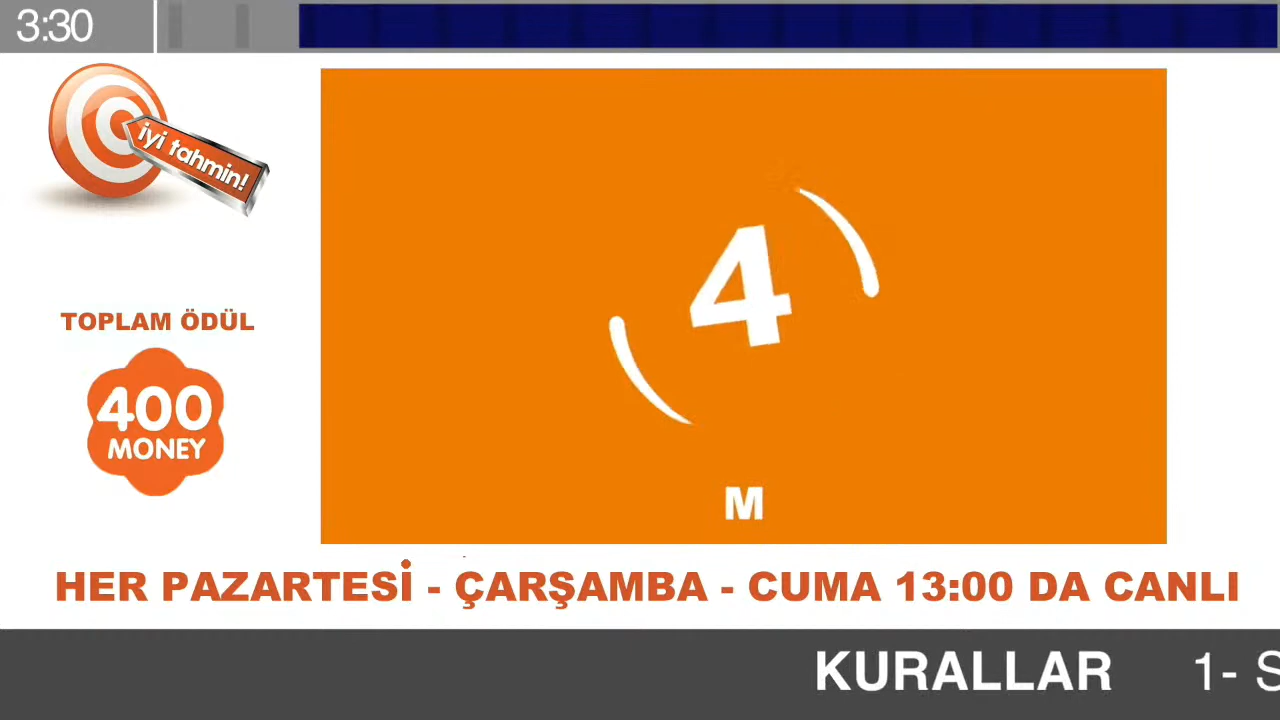 3:30
iyi tahmin!
TOPLAM ÖDÜL
400
MONEY
4
M
HER PAZARTESİ - ÇARŞAMBA - CUMA 13:00 DA CANLI
KURALLAR 1- S